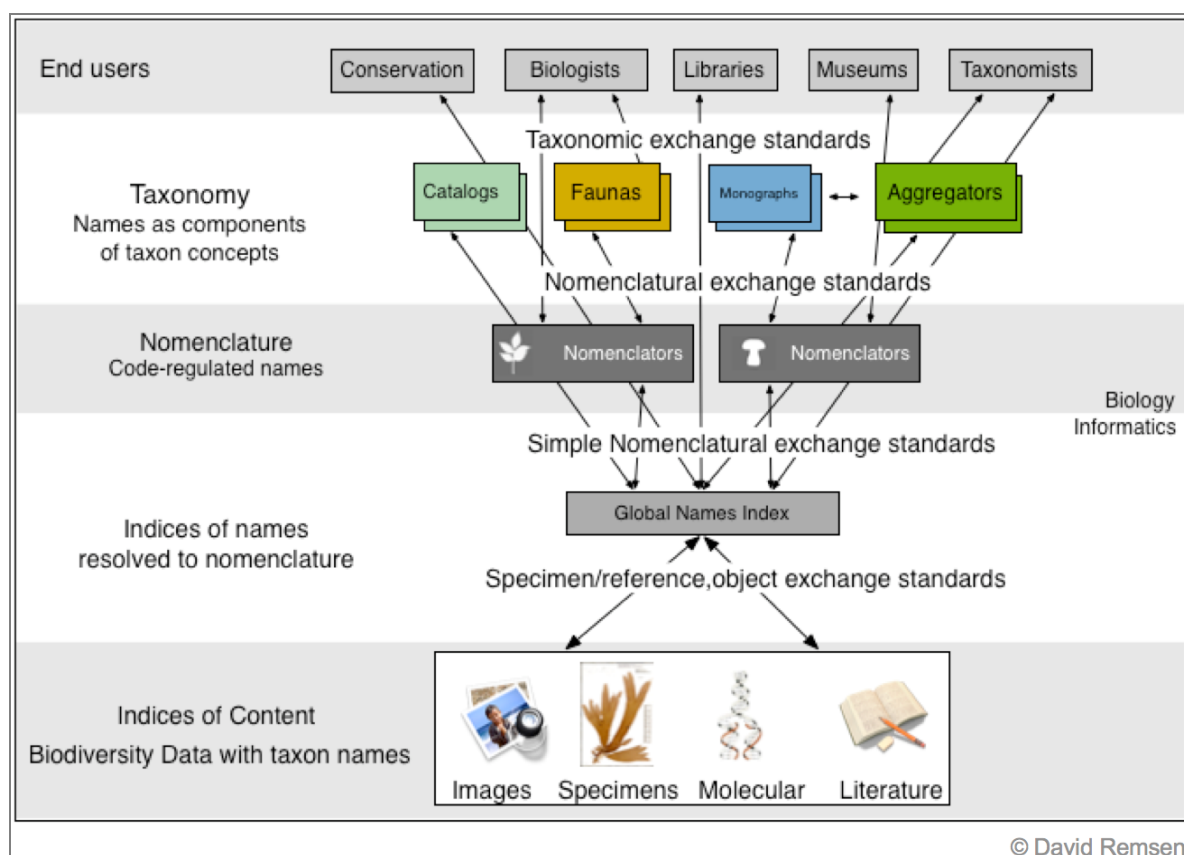 End users
Conservation
Biologists
Libraries
Museums
Taxonomists
Taxonomic exchange standards
Taxonomy
Names as components
of taxon concepts
Catalogs
Faunas
Monographs
Aggregators
Nomenclatural exchange standards
Nomenclature
Code-regulated names
Nomenclators
Nomenclators
Biology
Informatics
Simple Nomenclatural exchange standards
Indices of names
resolved to nomenclature
Global Names Index
Specimen/reference,object exchange standards
Indices of Content
Biodiversity Data with taxon names
Images
Specimens
Molecular
Literature
© David Remsen